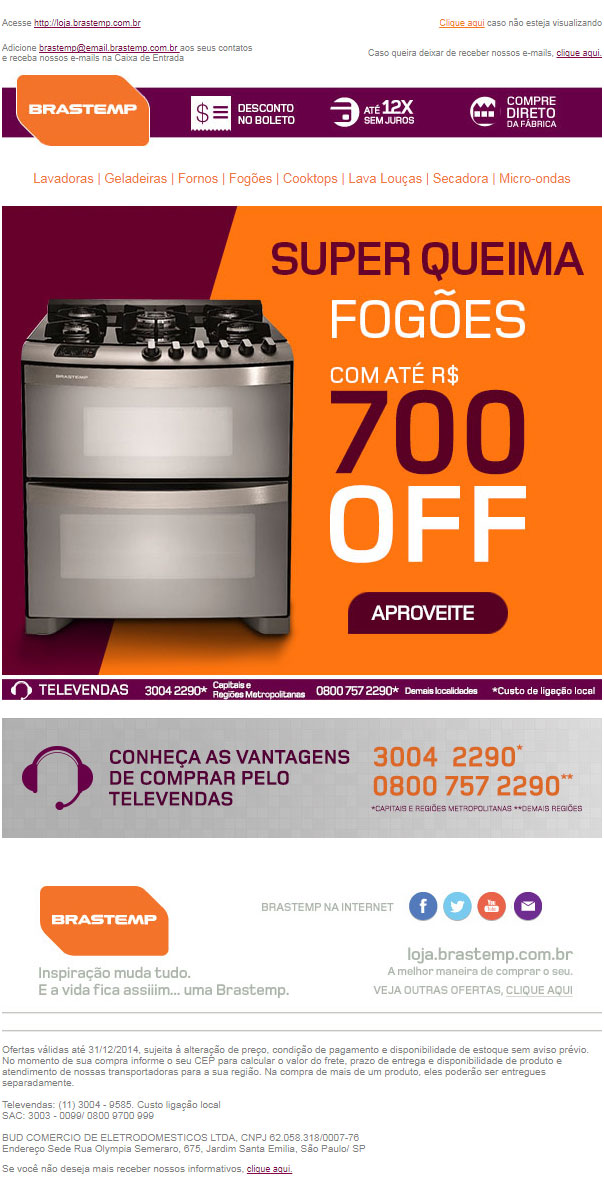 Acesse http://loja.brastemp.com.br
Clique aqui caso não esteja visualizando
Adicione brastemp@email.brastemp.com.br aos seus contatos
e receba nossos e-mails na Caixa de Entrada
Caso queira deixar de receber nossos e-mails, clique aqui.
BRASTEMP
DESCONTO
NO BOLETO
ATÉ 12X
SEM JUROS
COMPRE
DIRETO
DA FÁBRICA
Lavadoras | Geladeiras | Fornos | Fogões | Cooktops | Lava Louças | Secadora | Micro-ondas
SUPER QUEIMA
FOGÕES
COM ATÉ R$
700
OFF
BRASTEMP
APROVEITE
TELEVENDAS 3004 2290* Capitais e
Regiões Metropolitanas 0800 757 2290* Demais localidades *Custo de ligação local
CONHEÇA AS VANTAGENS
DE COMPRAR PELO
TELEVENDAS
3004 2290*
0800 757 2290**
*CAPITAIS E REGIÕES METROPOLITANAS **DEMAIS REGIÕES
BRASTEMP
Inspiração muda tudo.
E a vida fica assiiim... uma Brastemp.
BRASTEMP NA INTERNET
You Tube
loja.brastemp.com.br
A melhor maneira de comprar o seu.
VEJA OUTRAS OFERTAS, CLIQUE AQUI
Ofertas válidas até 31/12/2014, sujeita à alteração de preço, condição de pagamento e disponibilidade de estoque sem aviso prévio.
No momento de sua compra informe o seu CEP para calcular o valor do frete, prazo de entrega e disponibilidade de produto e
atendimento de nossas transportadoras para a sua região. Na compra de mais de um produto, eles poderão ser entregues
separadamente.
Televendas: (11) 3004 - 9585. Custo ligação local
SAC: 3003 - 0099/ 0800 9700 999
BUD COMERCIO DE ELETRODOMESTICOS LTDA, CNPJ 62.058.318/0007-76
Endereço Sede Rua Olympia Semeraro, 675, Jardim Santa Emilia, São Paulo/ SP
Se você não deseja mais receber nossos informativos, clique aqui.